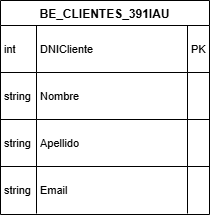 BE_CLIENTES_391IAU
int DNICliente PK
string Nombre
string Apellido
string Email